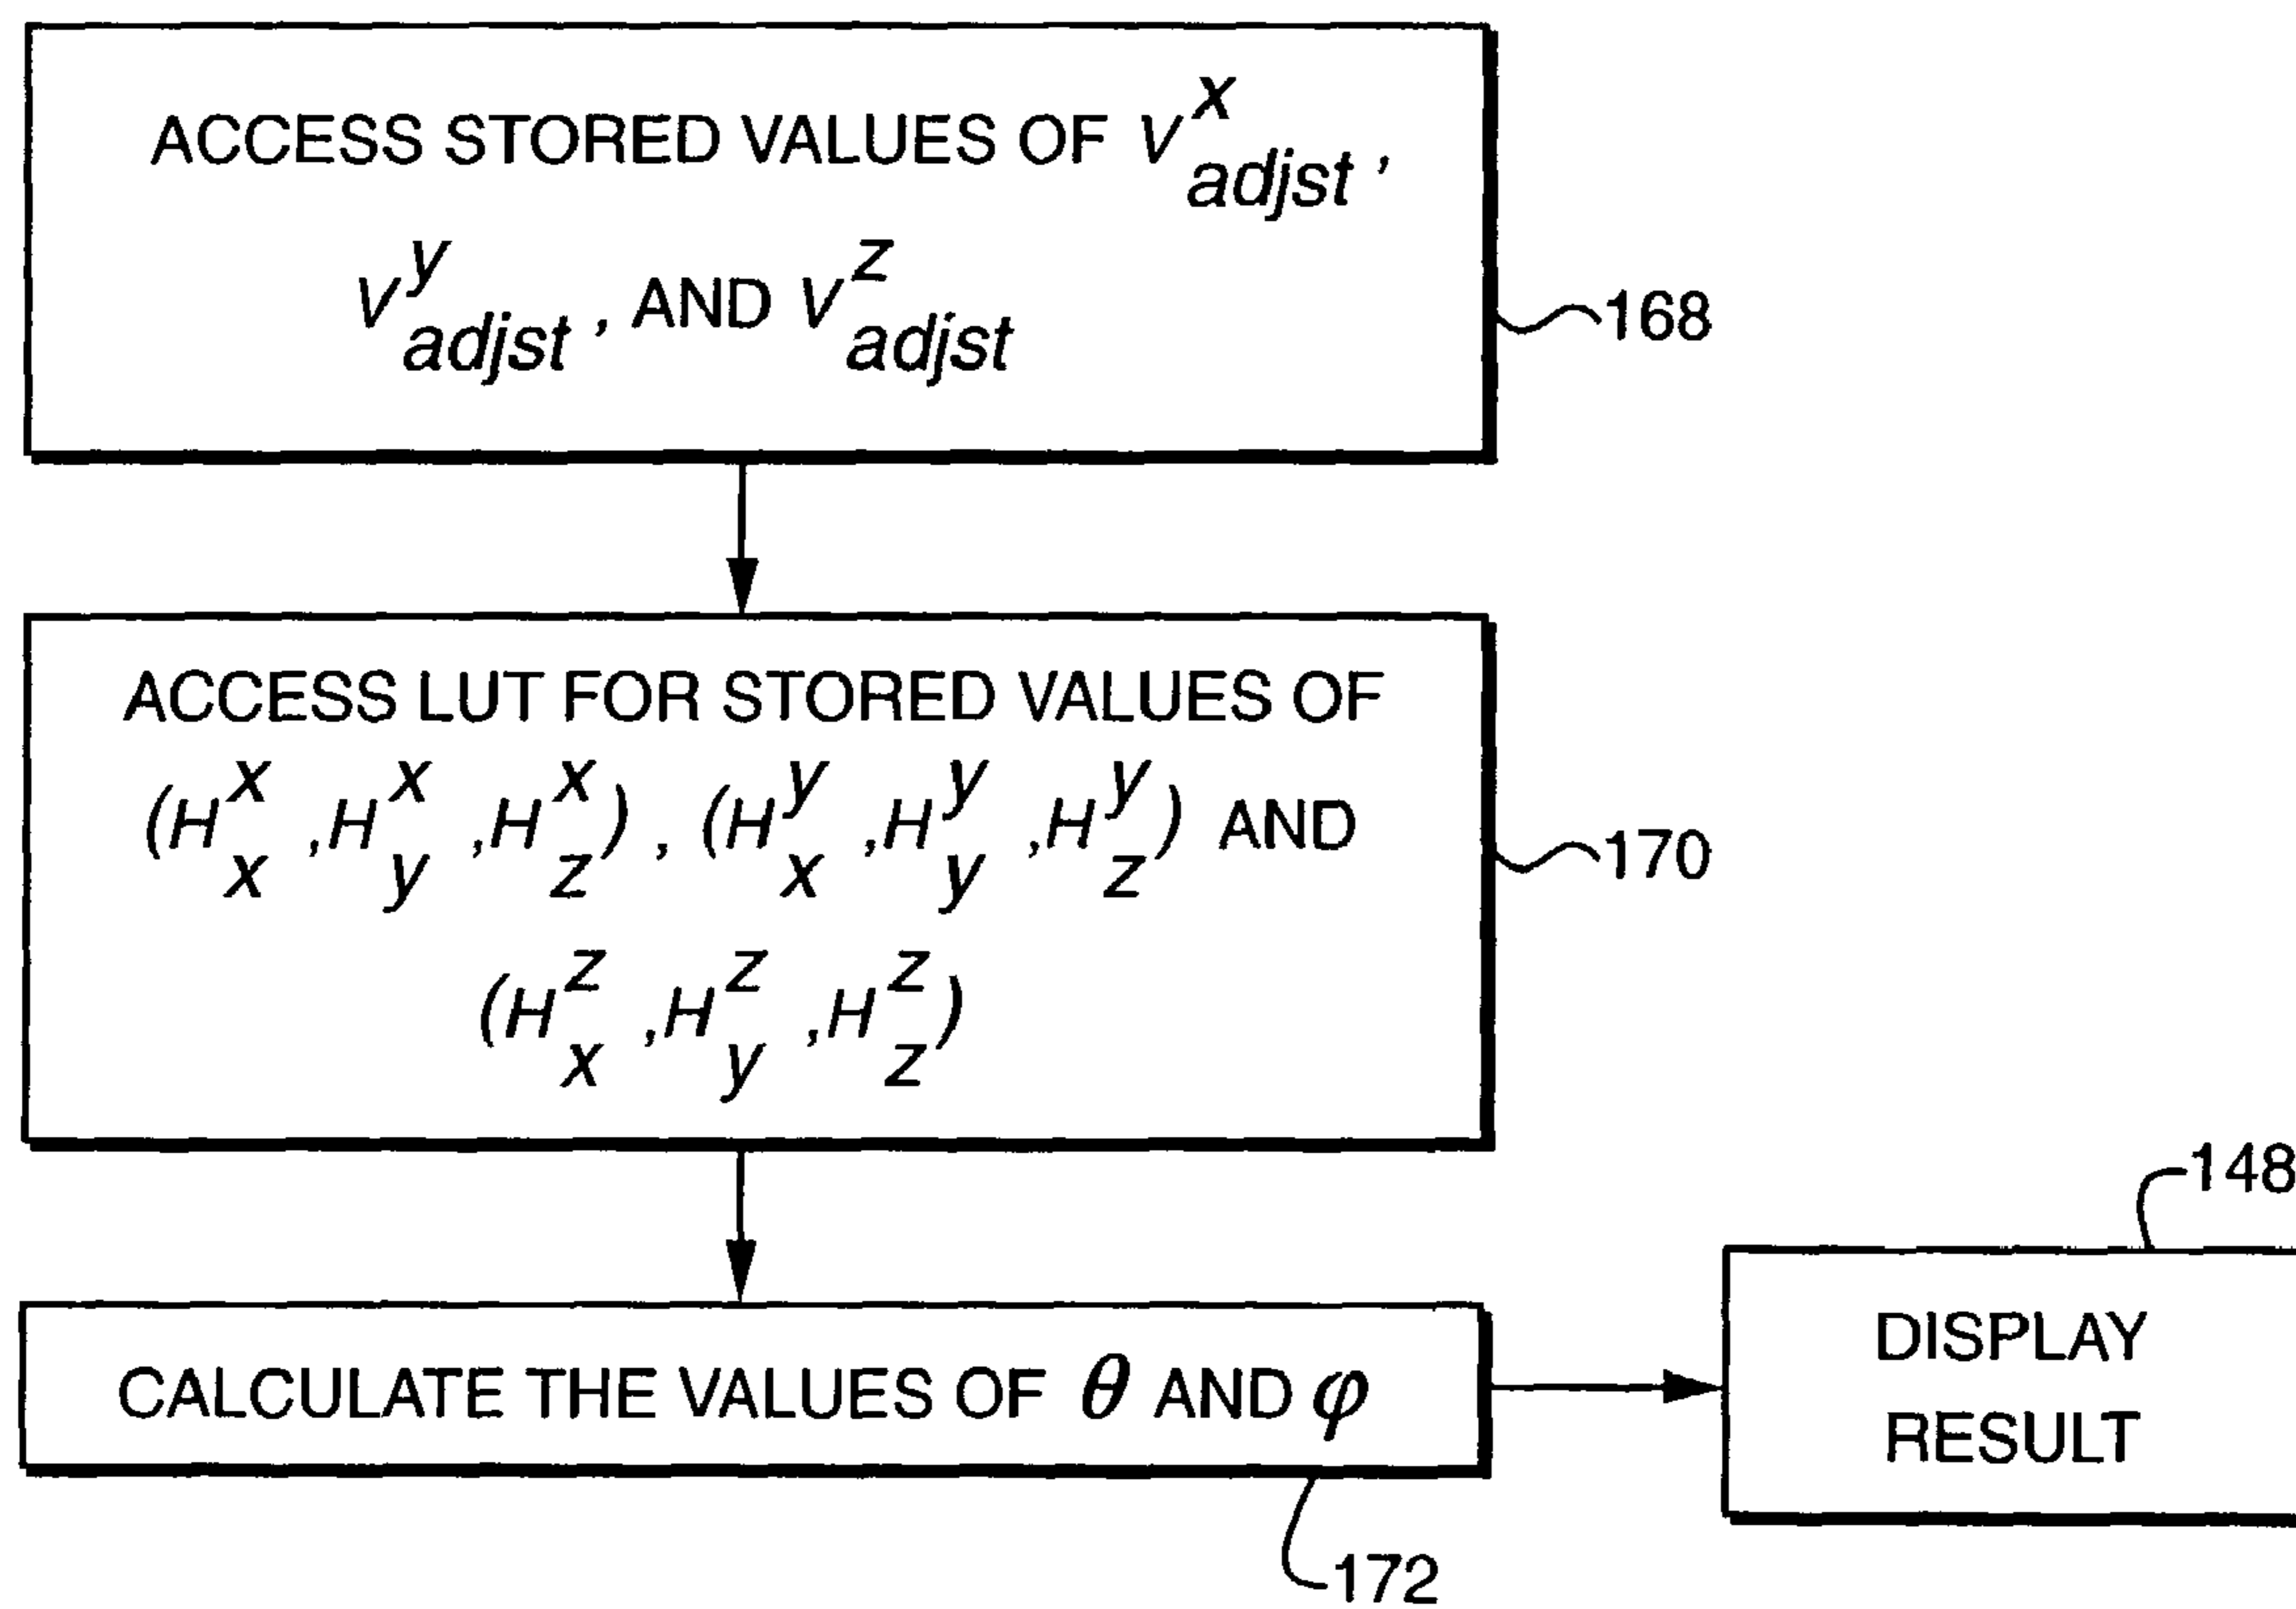 ACCESS STORED VALUES OF V^x_adjst,
V^y_adjst, AND V^z_adjst
168
ACCESS LUT FOR STORED VALUES OF
(H^x_x, H^x_y, H^x_z), (H^y_x, H^y_y, H^y_z) AND
(H^z_x, H^z_y, H^z_z)
170
CALCULATE THE VALUES OF θ AND φ
172
148
DISPLAY
RESULT